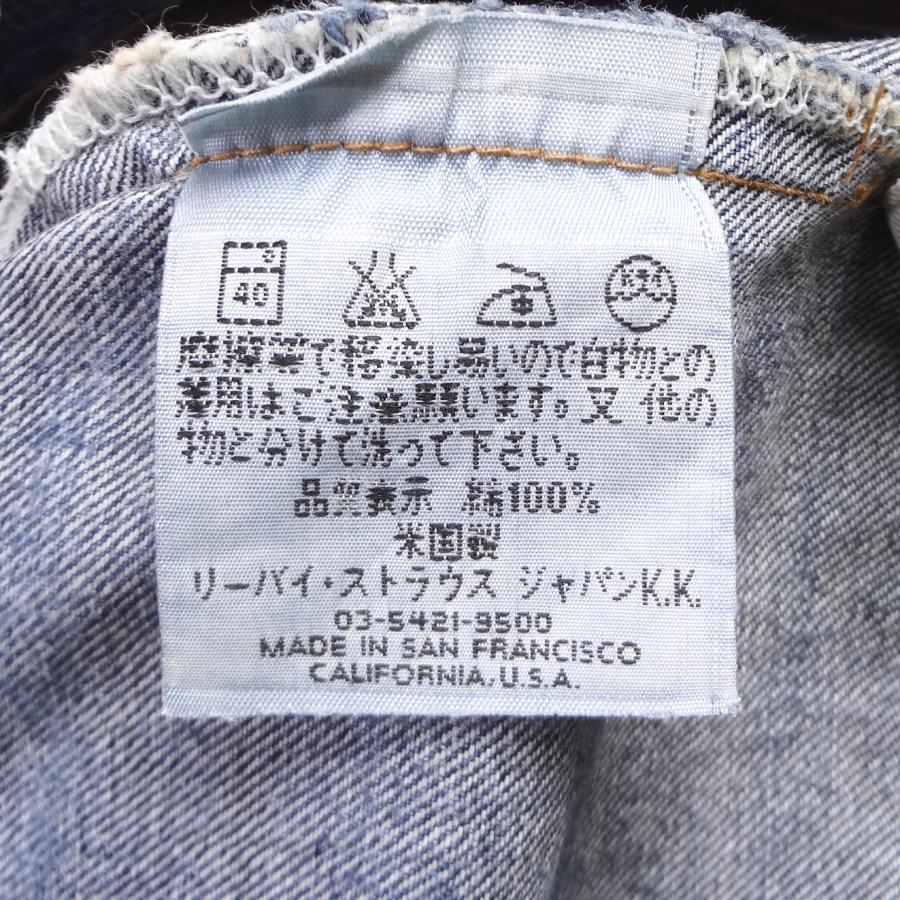 40
摩擦等で移染し易いので白物との
着用はご注意願います。又 他の
物と分けて洗って下さい。
品質表示 綿100%
米国製
リーバイ・ストラウス ジャパンK.K.
03-5421-9500
MADE IN SAN FRANCISCO
CALIFORNIA, U.S.A.